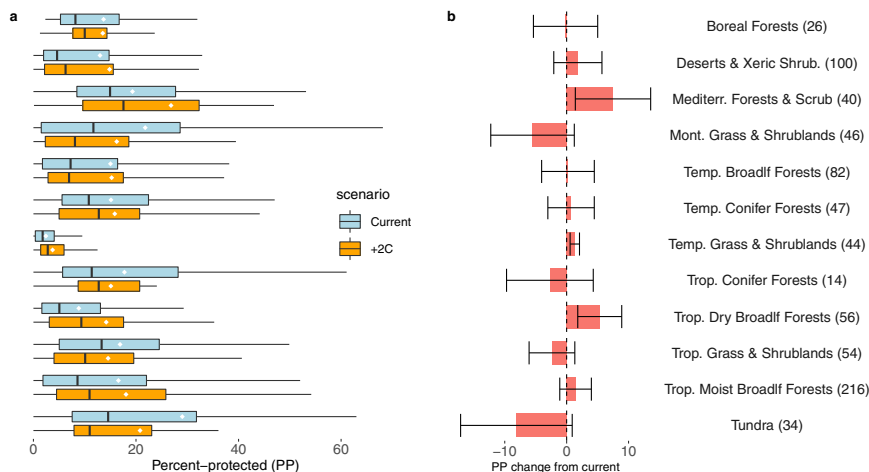 a
b
scenario
Current
+2C
0
20
40
60
Percent−protected (PP)
Boreal Forests (26)
Deserts & Xeric Shrub. (100)
Mediterr. Forests & Scrub (40)
Mont. Grass & Shrublands (46)
Temp. Broadlf Forests (82)
Temp. Conifer Forests (47)
Temp. Grass & Shrublands (44)
Trop. Conifer Forests (14)
Trop. Dry Broadlf Forests (56)
Trop. Grass & Shrublands (54)
Trop. Moist Broadlf Forests (216)
Tundra (34)
−10
0
10
PP change from current